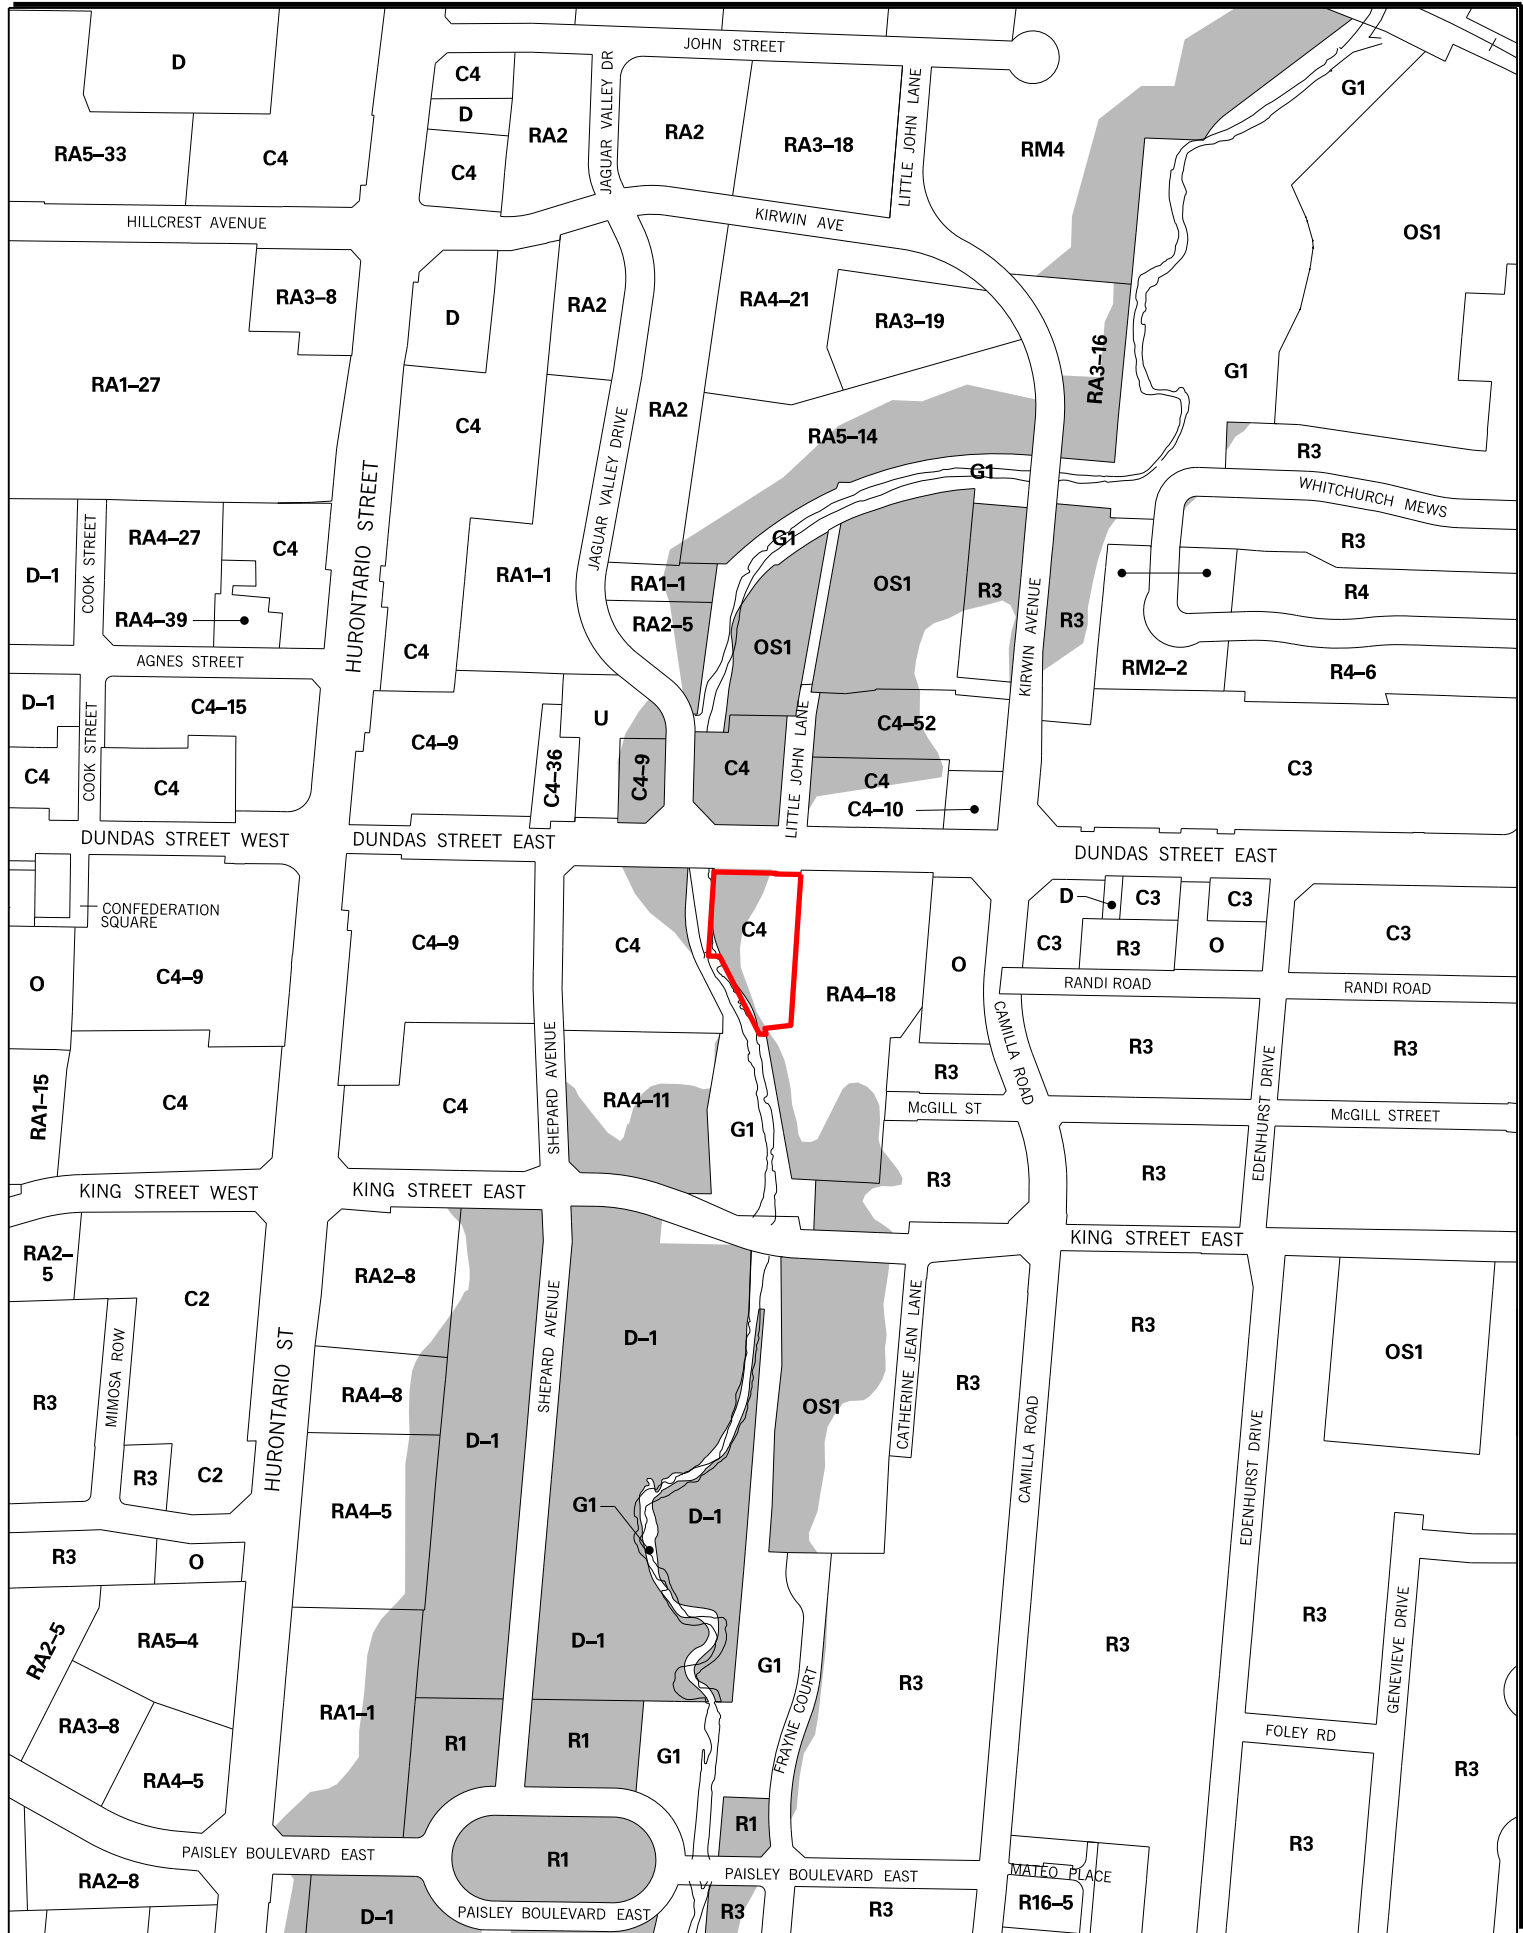 JOHN STREET
D
C4
D
C4
RA2
JAGUAR VALLEY DR
RA2
RA3–18
LITTLE JOHN LANE
RM4
G1
RA5–33
C4
HILLCREST AVENUE
KIRWIN AVE
OS1
RA3–8
D
RA2
RA4–21
RA3–19
RA3–16
G1
RA1–27
C4
RA2
JAGUAR VALLEY DRIVE
RA5–14
G1
R3
WHITCHURCH MEWS
HURONTARIO STREET
COOK STREET
RA4–27
C4
D–1
RA4–39
RA1–1
RA1–1
RA2–5
G1
OS1
OS1
R3
KIRWIN AVENUE
R3
R3
R4
RM2–2
R4–6
AGNES STREET
C4
D–1
COOK STREET
C4–15
C4
C4
C4–9
C4–36
U
C4–9
C4
LITTLE JOHN LANE
C4–52
C4
C4–10
C3
DUNDAS STREET WEST
DUNDAS STREET EAST
DUNDAS STREET EAST
CONFEDERATION
SQUARE
O
C4–9
C4–9
C4
C4
RA4–18
O
D
C3
C3
C3
R3
O
C3
RANDI ROAD
RANDI ROAD
CAMILLA ROAD
R3
R3
R3
EDENHURST DRIVE
RA1–15
C4
C4
SHEPARD AVENUE
RA4–11
G1
McGILL ST
McGILL STREET
R3
R3
KING STREET WEST
KING STREET EAST
KING STREET EAST
RA2–
5
C2
RA2–8
D–1
R3
OS1
MIMOSA ROW
HURONTARIO ST
SHEPARD AVENUE
CATHERINE JEAN LANE
R3
R3
RA4–8
OS1
CAMILLA ROAD
EDENHURST DRIVE
D–1
R3
C2
RA4–5
G1
D–1
R3
O
RA2–5
RA5–4
D–1
G1
R3
R3
R3
GENEVIEVE DRIVE
RA3–8
RA1–1
R1
R1
G1
FRAYNE COURT
FOLEY RD
RA4–5
R3
R1
R3
PAISLEY BOULEVARD EAST
R1
PAISLEY BOULEVARD EAST
MATEO PLACE
RA2–8
D–1
PAISLEY BOULEVARD EAST
R3
R3
R16–5